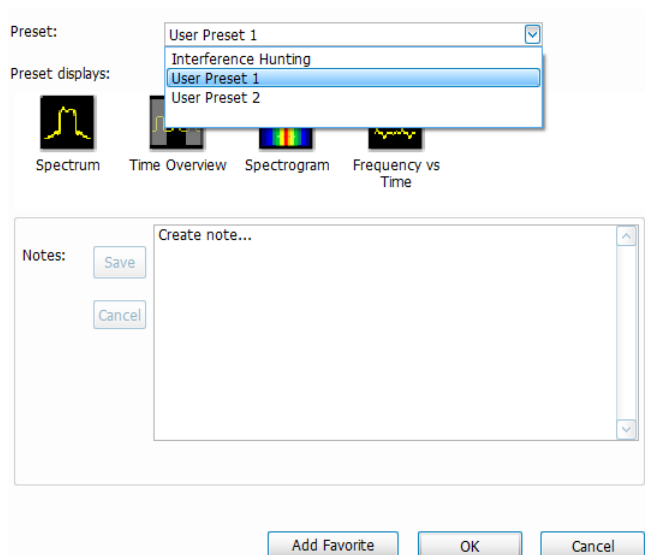 Preset:
User Preset 1
Interference Hunting
Preset displays:
User Preset 1
User Preset 2
Spectrum
Time Overview
Spectrogram
Frequency vs
Time
Notes:
Save
Cancel
Create note...
Add Favorite
OK
Cancel